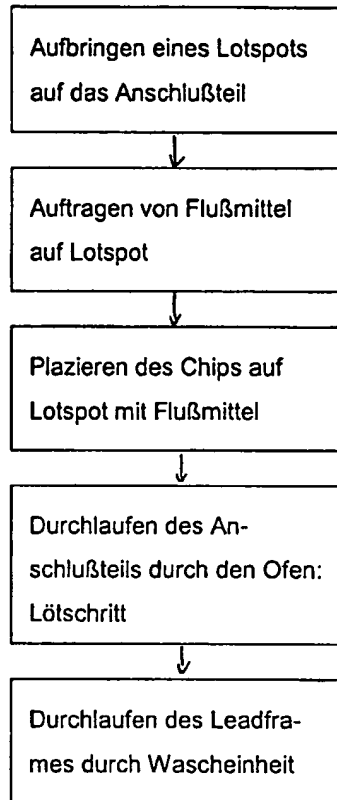 Aufbringen eines Lotspots
auf das Anschlußteil
Auftragen von Flußmittel
auf Lotspot
Plazieren des Chips auf
Lotspot mit Flußmittel
Durchlaufen des An-
schlußteils durch den Ofen:
Lötschritt
Durchlaufen des Leadfra-
mes durch Wascheinheit